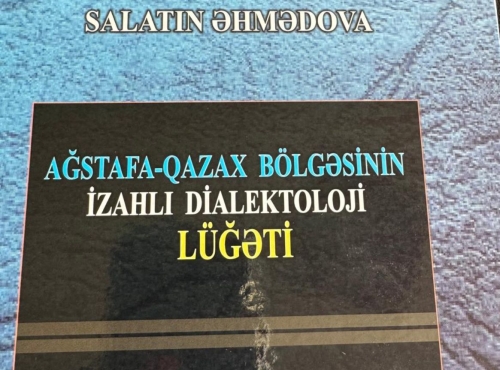 SALATIN ƏHMƏDOVA
AĞSTAFA-QAZAX BÖLGƏSİNİN
İZAHLI DİALEKTOLOJİ
LÜĞƏTİ